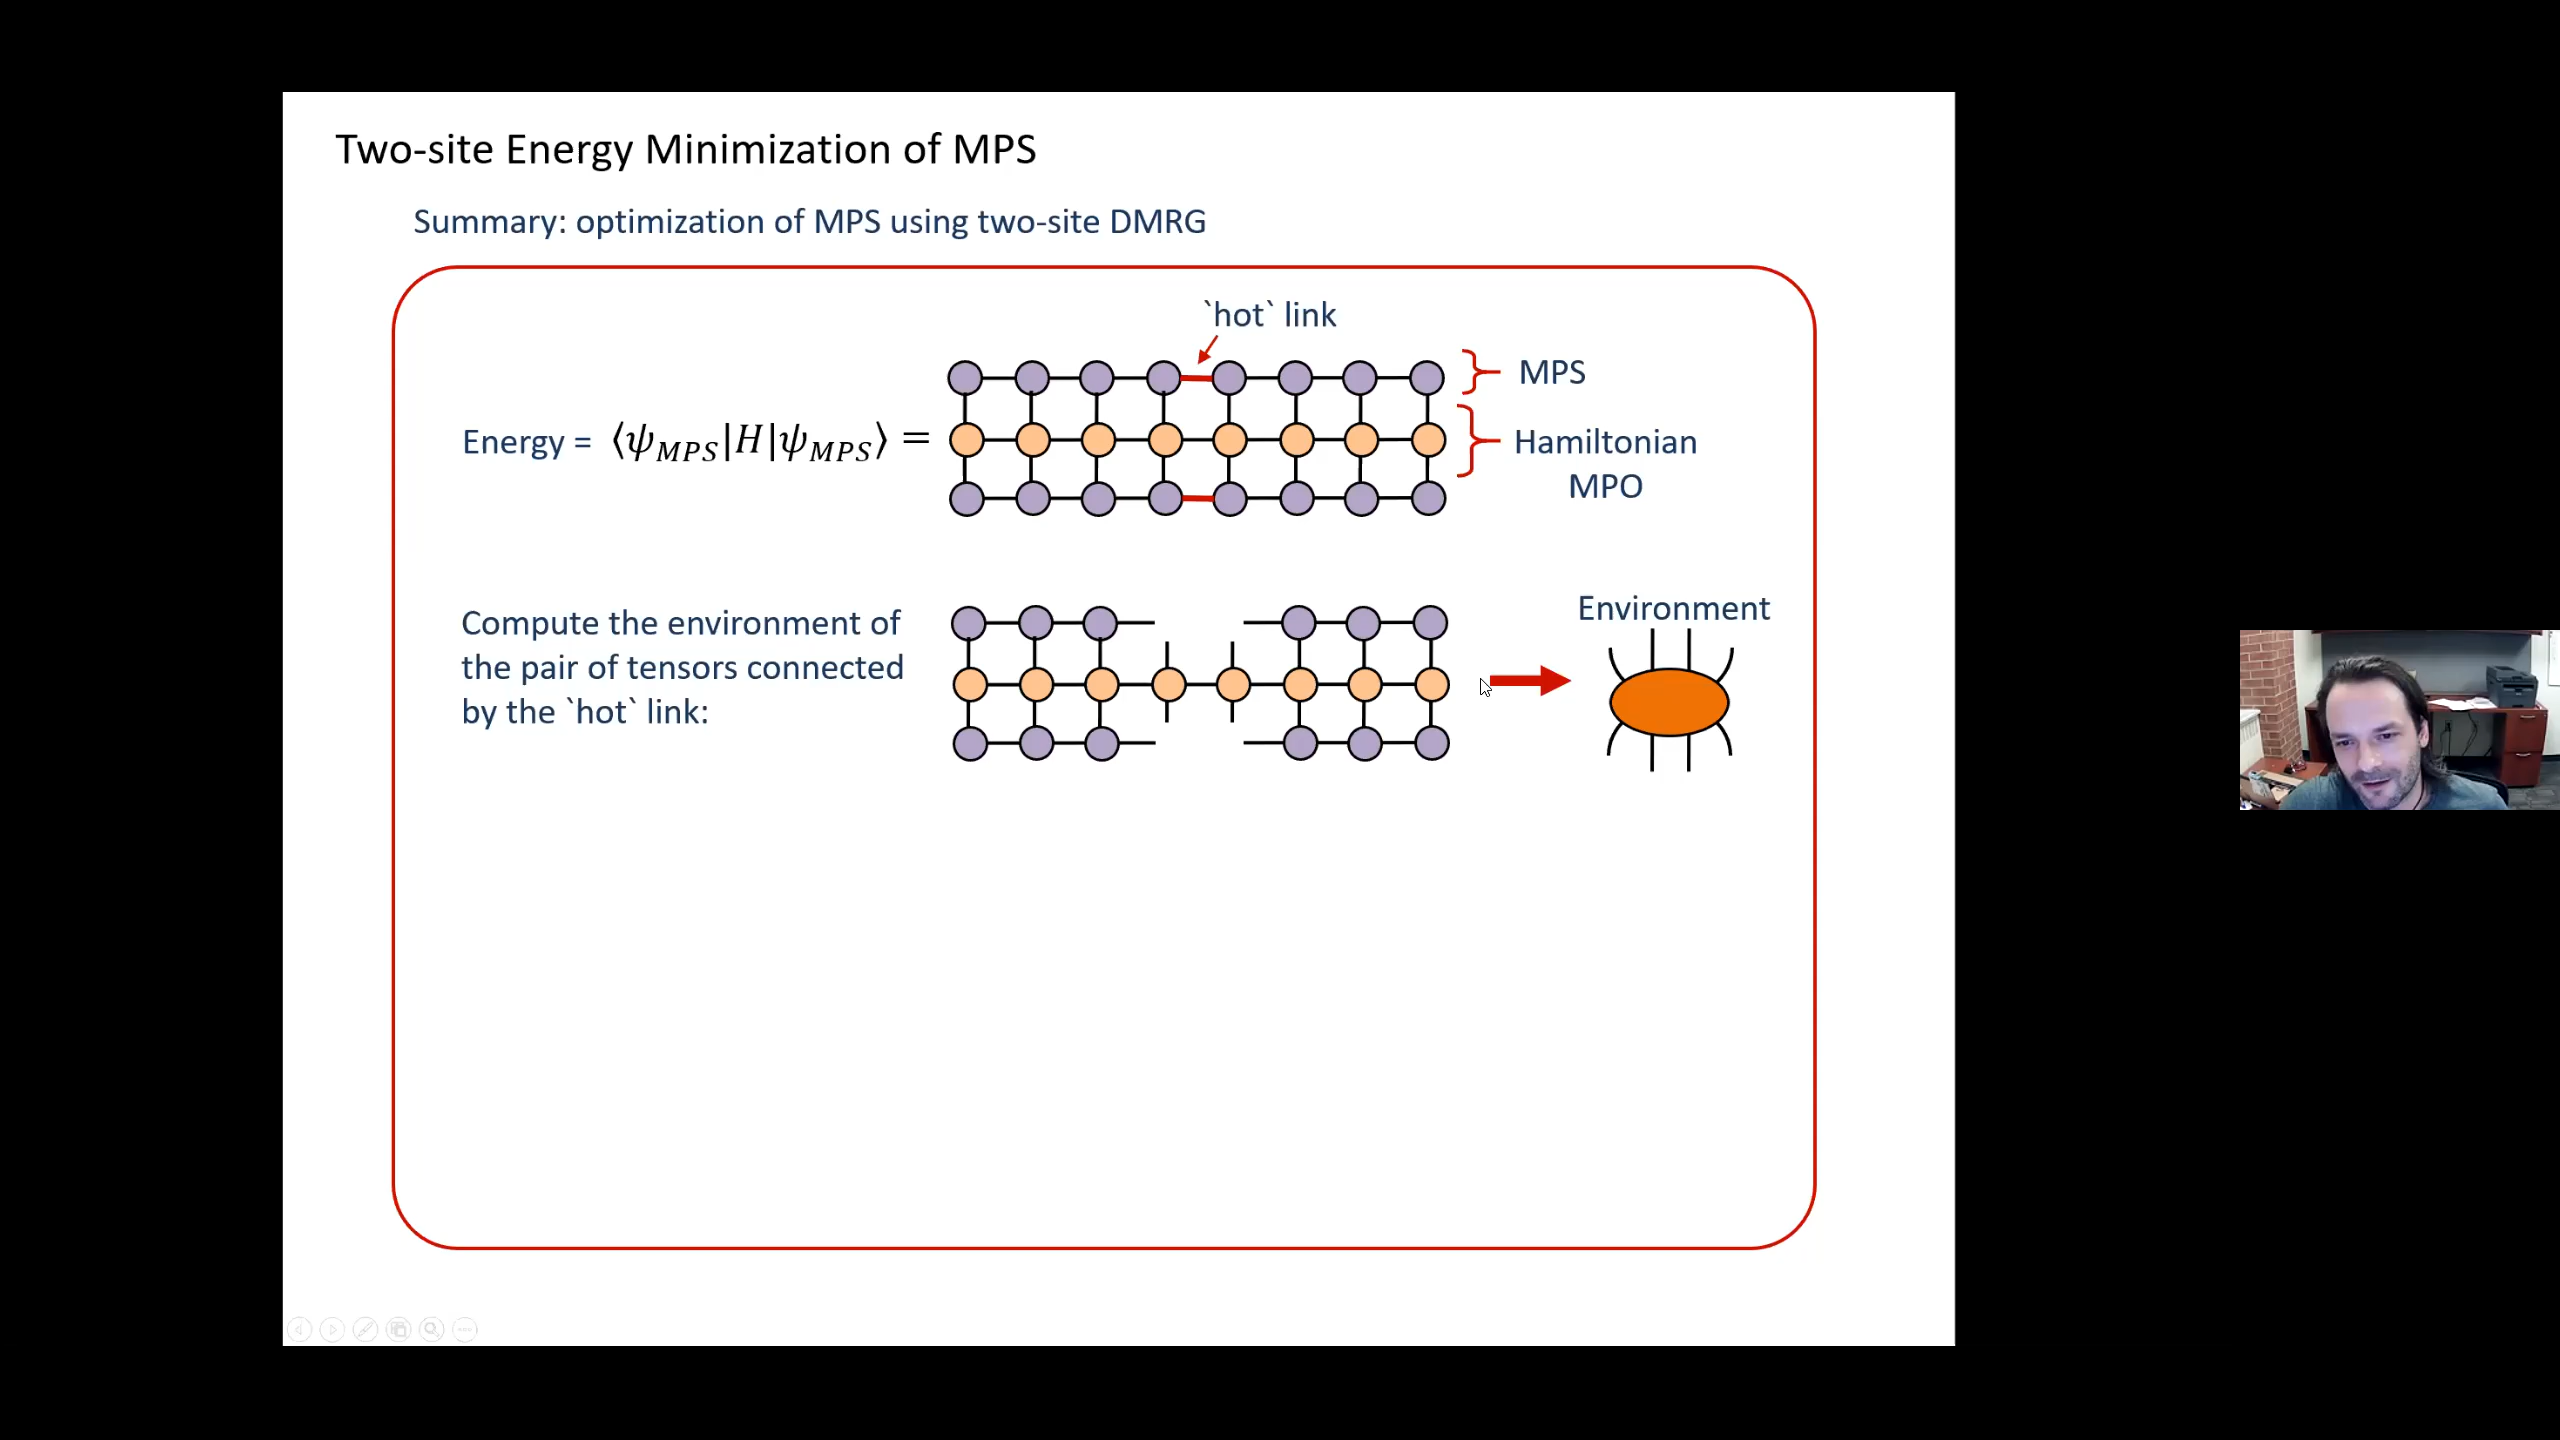 Two-site Energy Minimization of MPS
Summary: optimization of MPS using two-site DMRG
`hot` link
MPS
Energy = ⟨ψ_MPS|H|ψ_MPS⟩ =
Hamiltonian
MPO
Compute the environment of
the pair of tensors connected
by the `hot` link:
Environment